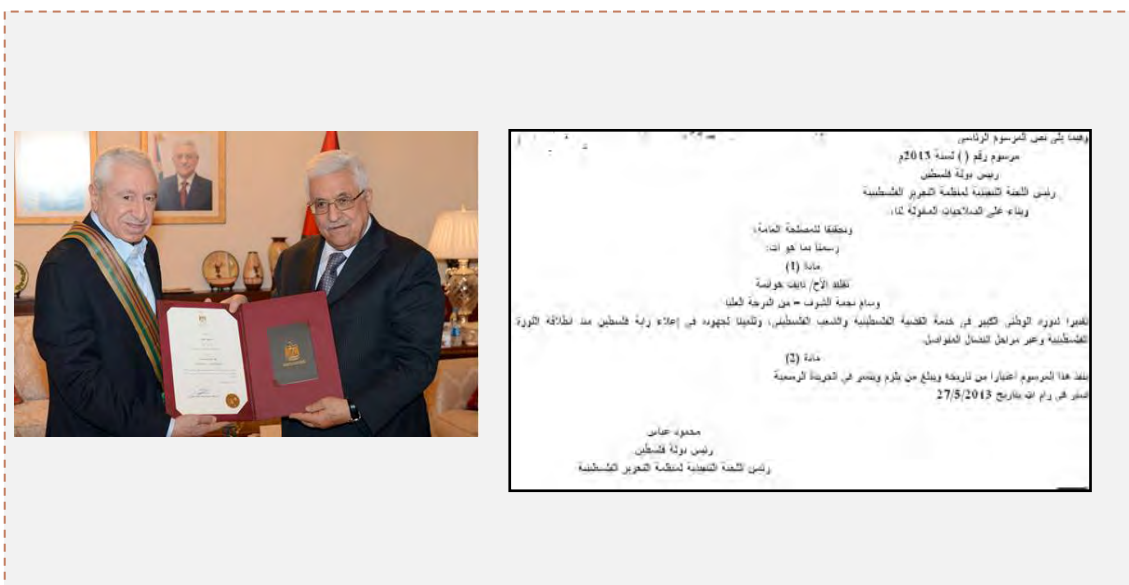 وفيما يلي نص المرسوم الرئاسي
مرسوم رقم ( ) لسنة 2013م
رئيس دولة فلسطين
رئيس اللجنة التنفيذية لمنظمة التحرير الفلسطينية
وبناء على الصلاحيات المخولة لنا،
وتحقيقا للمصلحة العامة،
رسمنا بما هو آت:
مادة (1)
تقليد الأخ/ نايف حواتمة
وسام نجمة الشرف – من الدرجة العليا
تقديرا لدوره الوطني الكبير في خدمة القضية الفلسطينية والشعب الفلسطيني، وتثمينا لجهوده في إعلاء راية فلسطين منذ انطلاقة الثورة
الفلسطينية وعبر مراحل النضال المتواصل.
مادة (2)
ينفذ هذا المرسوم اعتبارا من تاريخه ويبلغ من يلزم وينشر في الجريدة الرسمية
صدر في رام الله بتاريخ 27/5/2013
محمود عباس
رئيس دولة فلسطين
رئيس اللجنة التنفيذية لمنظمة التحرير الفلسطينية